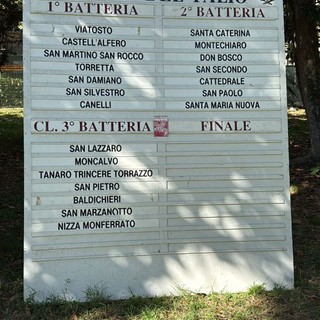 1° BATTERIA
VIATOSTO
CASTELL'ALFERO
SAN MARTINO SAN ROCCO
TORRETTA
SAN DAMIANO
SAN SILVESTRO
CANELLI
2° BATTERIA
SANTA CATERINA
MONTECHIARO
DON BOSCO
SAN SECONDO
CATTEDRALE
SAN PAOLO
SANTA MARIA NUOVA
CL. 3° BATTERIA
SAN LAZZARO
MONCALVO
TANARO TRINCERE TORRAZZO
SAN PIETRO
BALDICHIERI
SAN MARZANOTTO
NIZZA MONFERRATO
FINALE